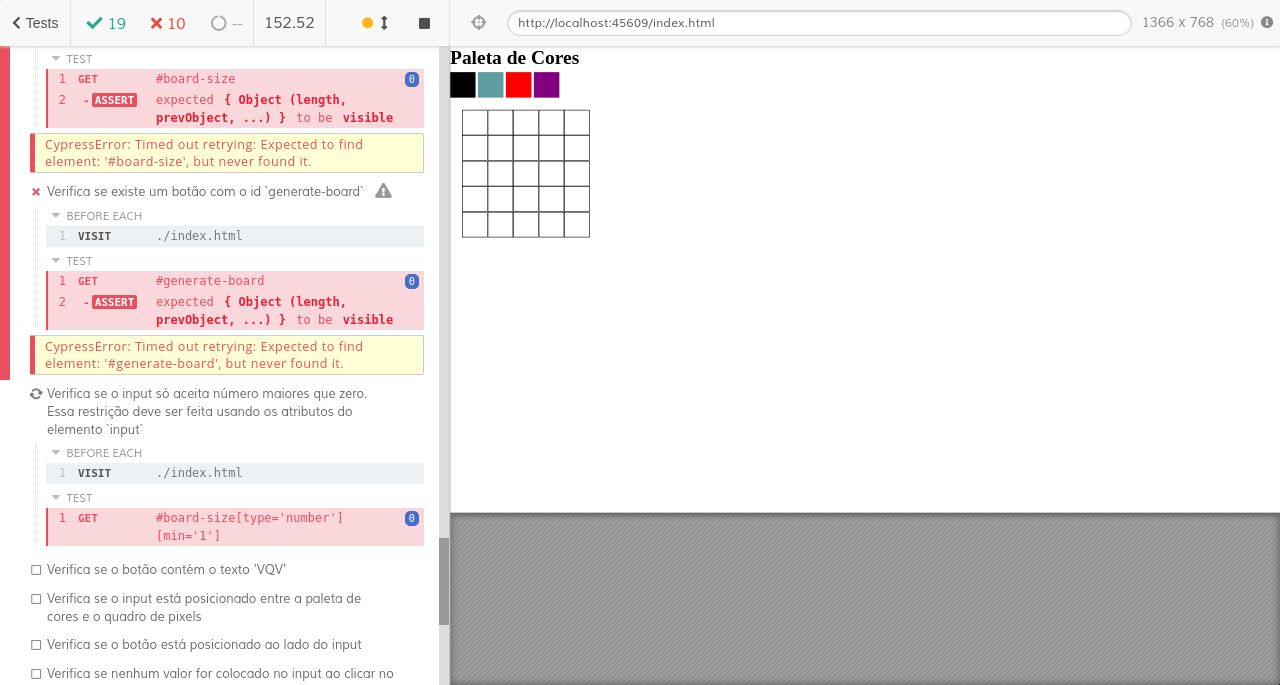 Tests
19
10
--
152.52
http://localhost:45609/index.html
1366 x 768 (60%)
TEST
1 GET #board-size 0
2 -ASSERT expected { Object (length,
prevObject, ...) } to be visible
CypressError: Timed out retrying: Expected to find
element: '#board-size', but never found it.
Verifica se existe um botão com o id `generate-board`
BEFORE EACH
1 VISIT ./index.html
TEST
1 GET #generate-board 0
2 -ASSERT expected { Object (length,
prevObject, ...) } to be visible
CypressError: Timed out retrying: Expected to find
element: '#generate-board', but never found it.
Verifica se o input só aceita número maiores que zero.
Essa restrição deve ser feita usando os atributos do
elemento `input`
BEFORE EACH
1 VISIT ./index.html
TEST
1 GET #board-size[type='number'] 0
[min='1']
Verifica se o botão contém o texto 'VQV'
Verifica se o input está posicionado entre a paleta de
cores e o quadro de pixels
Verifica se o botão está posicionado ao lado do input
Verifica se nenhum valor for colocado no input ao clicar no
Paleta de Cores